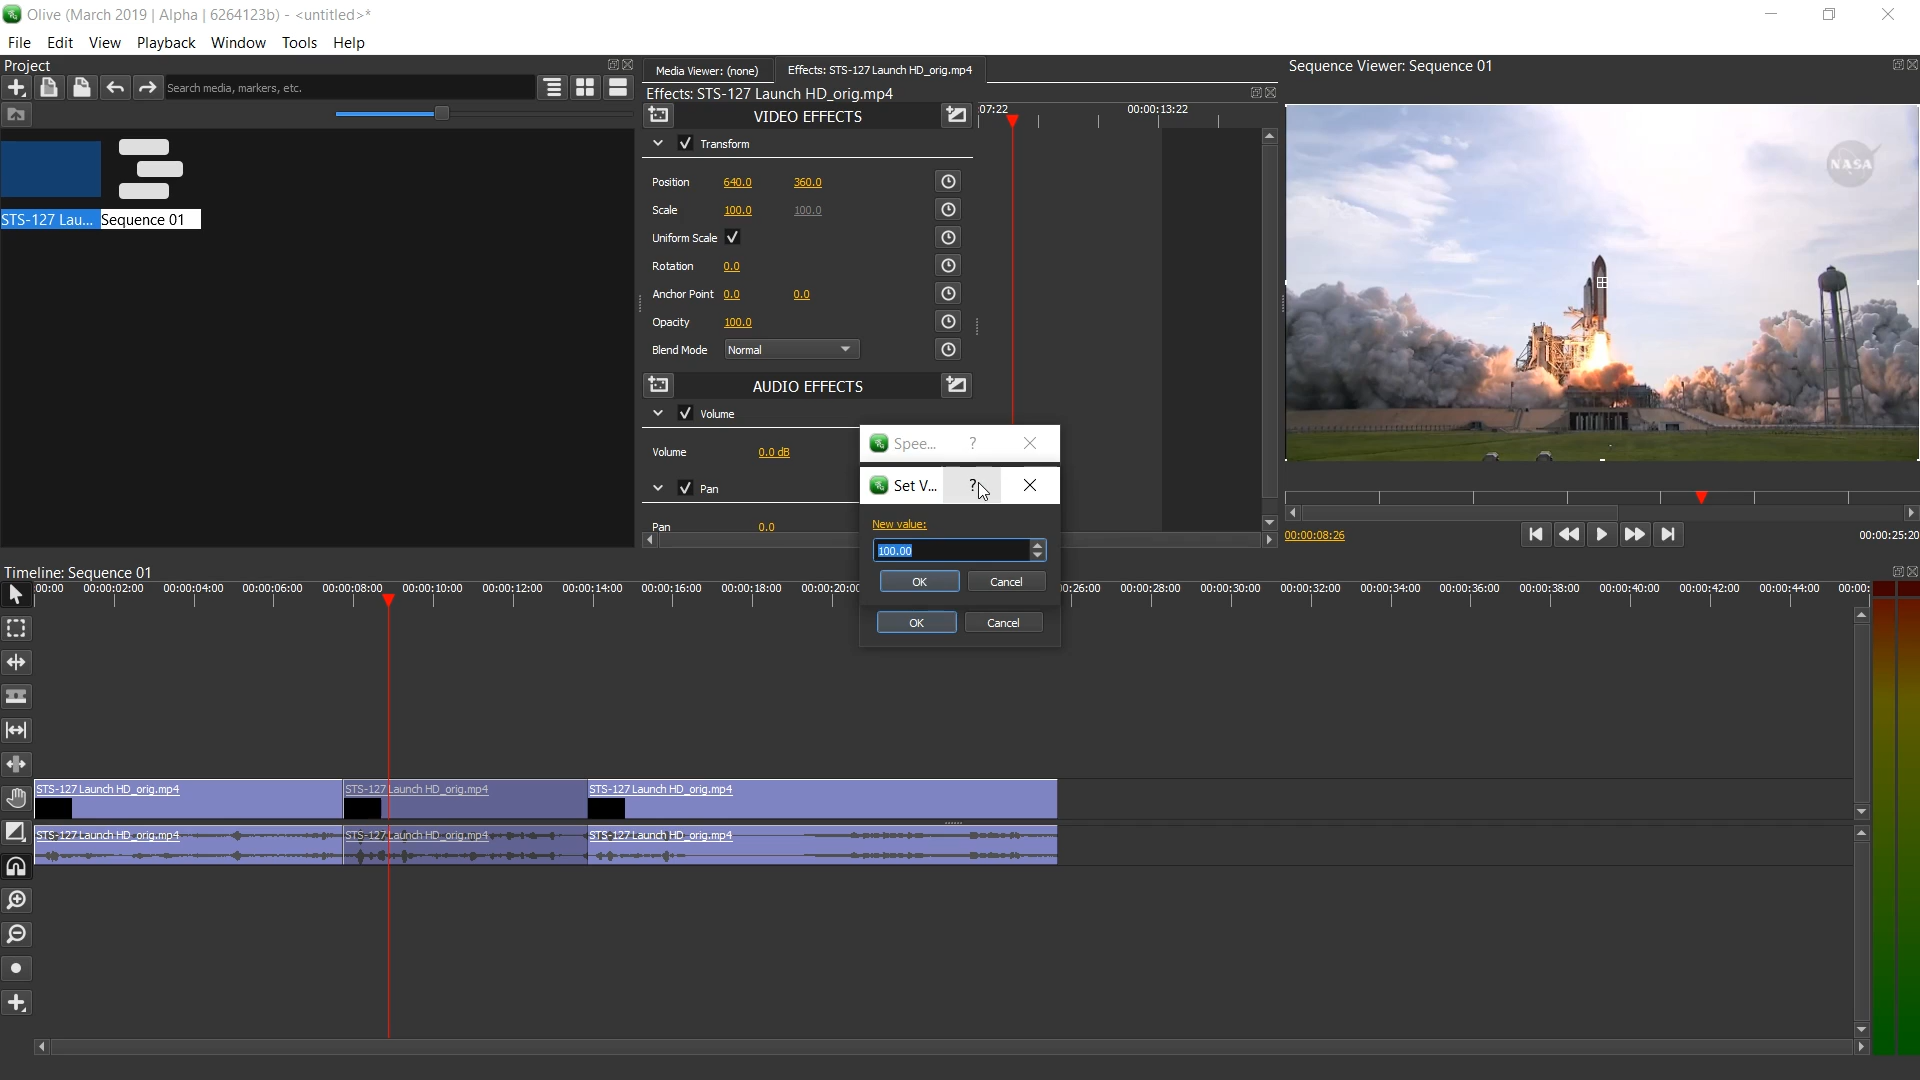 Olive (March 2019 | Alpha | 6264123b) - <untitled>*
File Edit View Playback Window Tools Help
Project
Search media, markers, etc.
STS-127 Lau... Sequence 01
Media Viewer: (none) Effects: STS-127 Launch HD_orig.mp4
Effects: STS-127 Launch HD_orig.mp4
VIDEO EFFECTS
:07:22 00:00:13:22
Transform
Position 640.0 360.0
Scale 100.0 100.0
Uniform Scale
Rotation 0.0
Anchor Point 0.0 0.0
Opacity 100.0
Blend Mode Normal
AUDIO EFFECTS
Volume
Volume 0.0 dB
Pan
Pan 0.0
Spee... ?
Set V... ?
New value:
100.00
OK Cancel
OK Cancel
Sequence Viewer: Sequence 01
NASA
00:00:08:26 00:00:25:20
Timeline: Sequence 01
:00:00 00:00:02:00 00:00:04:00 00:00:06:00 00:00:08:00 00:00:10:00 00:00:12:00 00:00:14:00 00:00:16:00 00:00:18:00 00:00:20:0 :26:00 00:00:28:00 00:00:30:00 00:00:32:00 00:00:34:00 00:00:36:00 00:00:38:00 00:00:40:00 00:00:42:00 00:00:44:00 00:00:
STS-127 Launch HD_orig.mp4 STS-127 Launch HD_orig.mp4 STS-127 Launch HD_orig.mp4
STS-127 Launch HD_orig.mp4 STS-127 Launch HD_orig.mp4 STS-127 Launch HD_orig.mp4